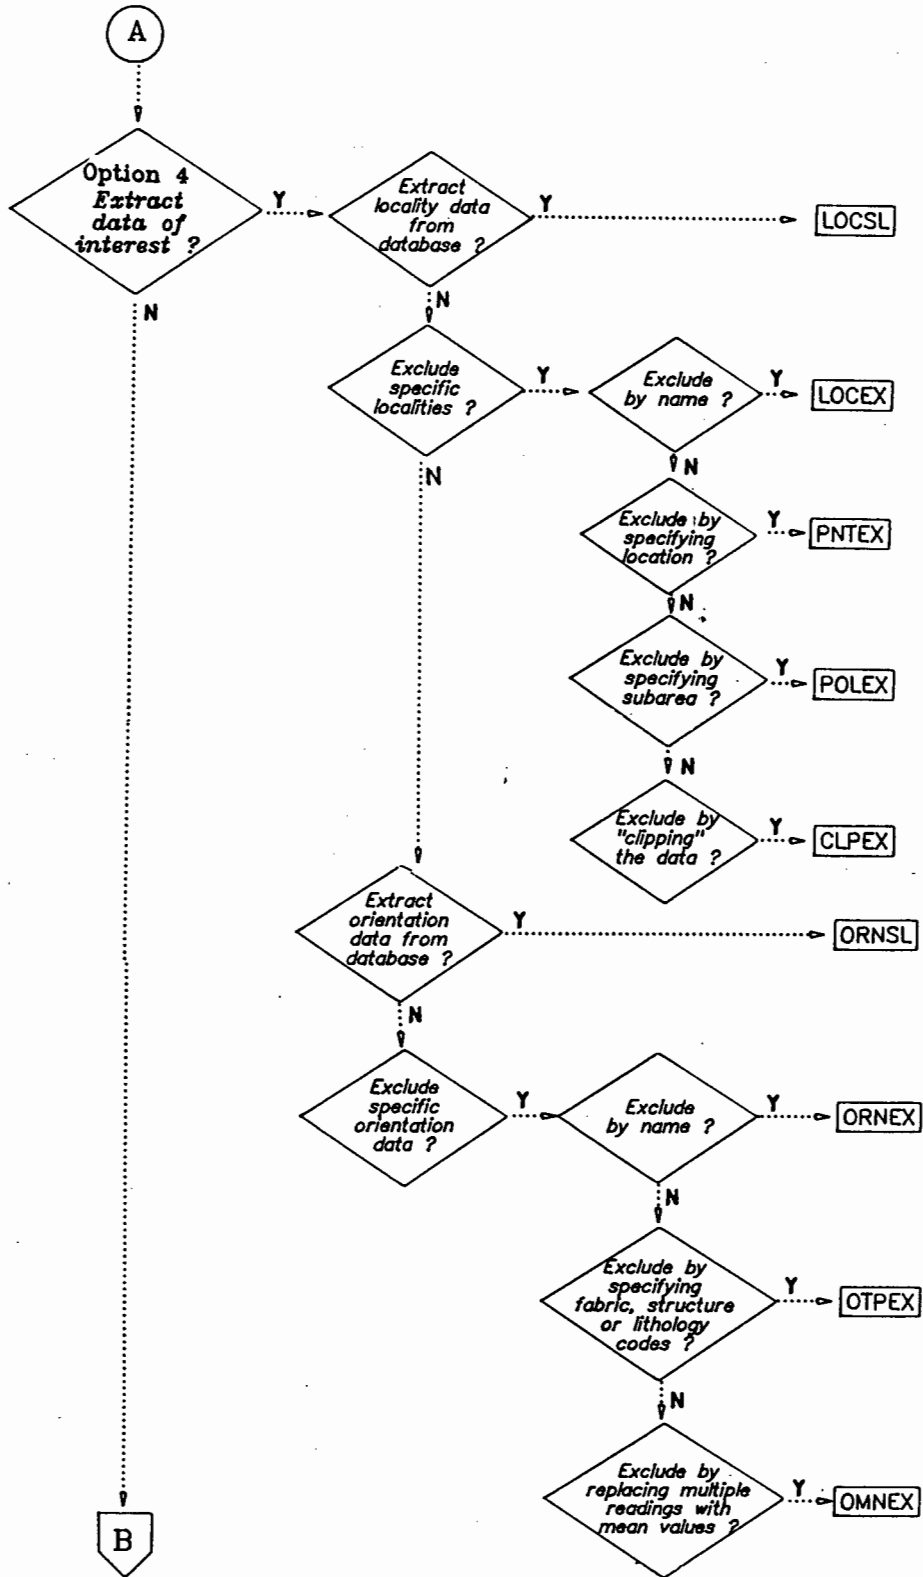 A
Option 4
Extract
data of
interest ?
Y
N
Extract
locality data
from
database ?
Y
LOCSL
N
Exclude
specific
localities ?
Y
Exclude
by name ?
Y
LOCEX
N
N
Exclude by
specifying
location ?
Y
PNTEX
N
Exclude by
specifying
subarea ?
Y
POLEX
N
Exclude by
"clipping"
the data ?
Y
CLPEX
Extract
orientation
data from
database ?
Y
ORNSL
N
Exclude
specific
orientation
data ?
Y
Exclude
by name ?
Y
ORNEX
N
Exclude by
specifying
fabric, structure
or lithology
codes ?
Y
OTPEX
N
Exclude by
replacing multiple
readings with
mean values ?
Y
OMNEX
B